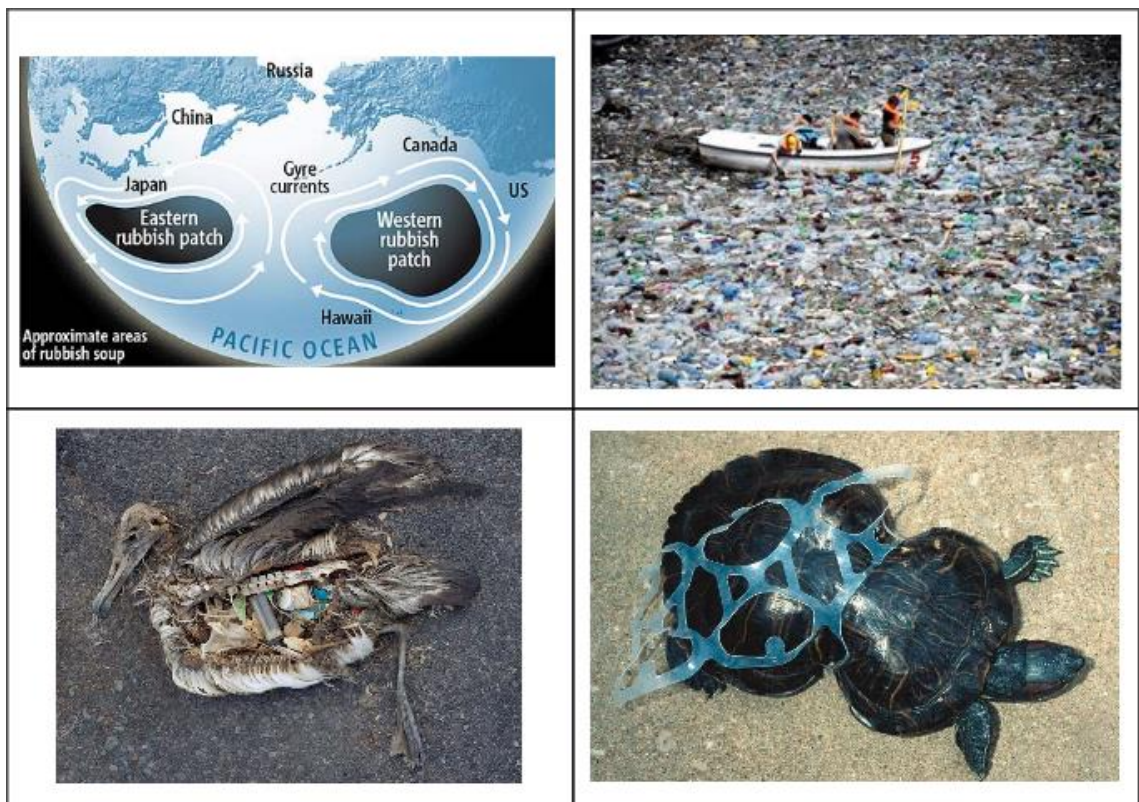 Russia
China
Canada
Gyre
currents
US
Japan
Eastern
rubbish patch
Western
rubbish
patch
Hawaii
Approximate areas
of rubbish soup
PACIFIC OCEAN
5